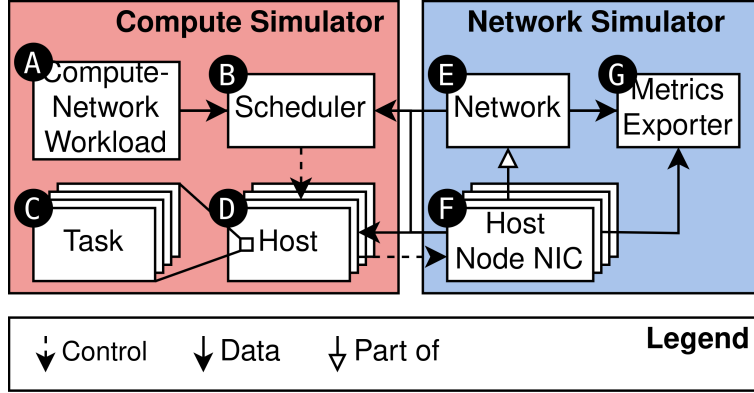 Compute Simulator
Network Simulator
A
Compute-
Network
Workload
B
Scheduler
E
Network
G
Metrics
Exporter
C
Task
D
Host
F
Host
Node NIC
Legend
Control
Data
Part of